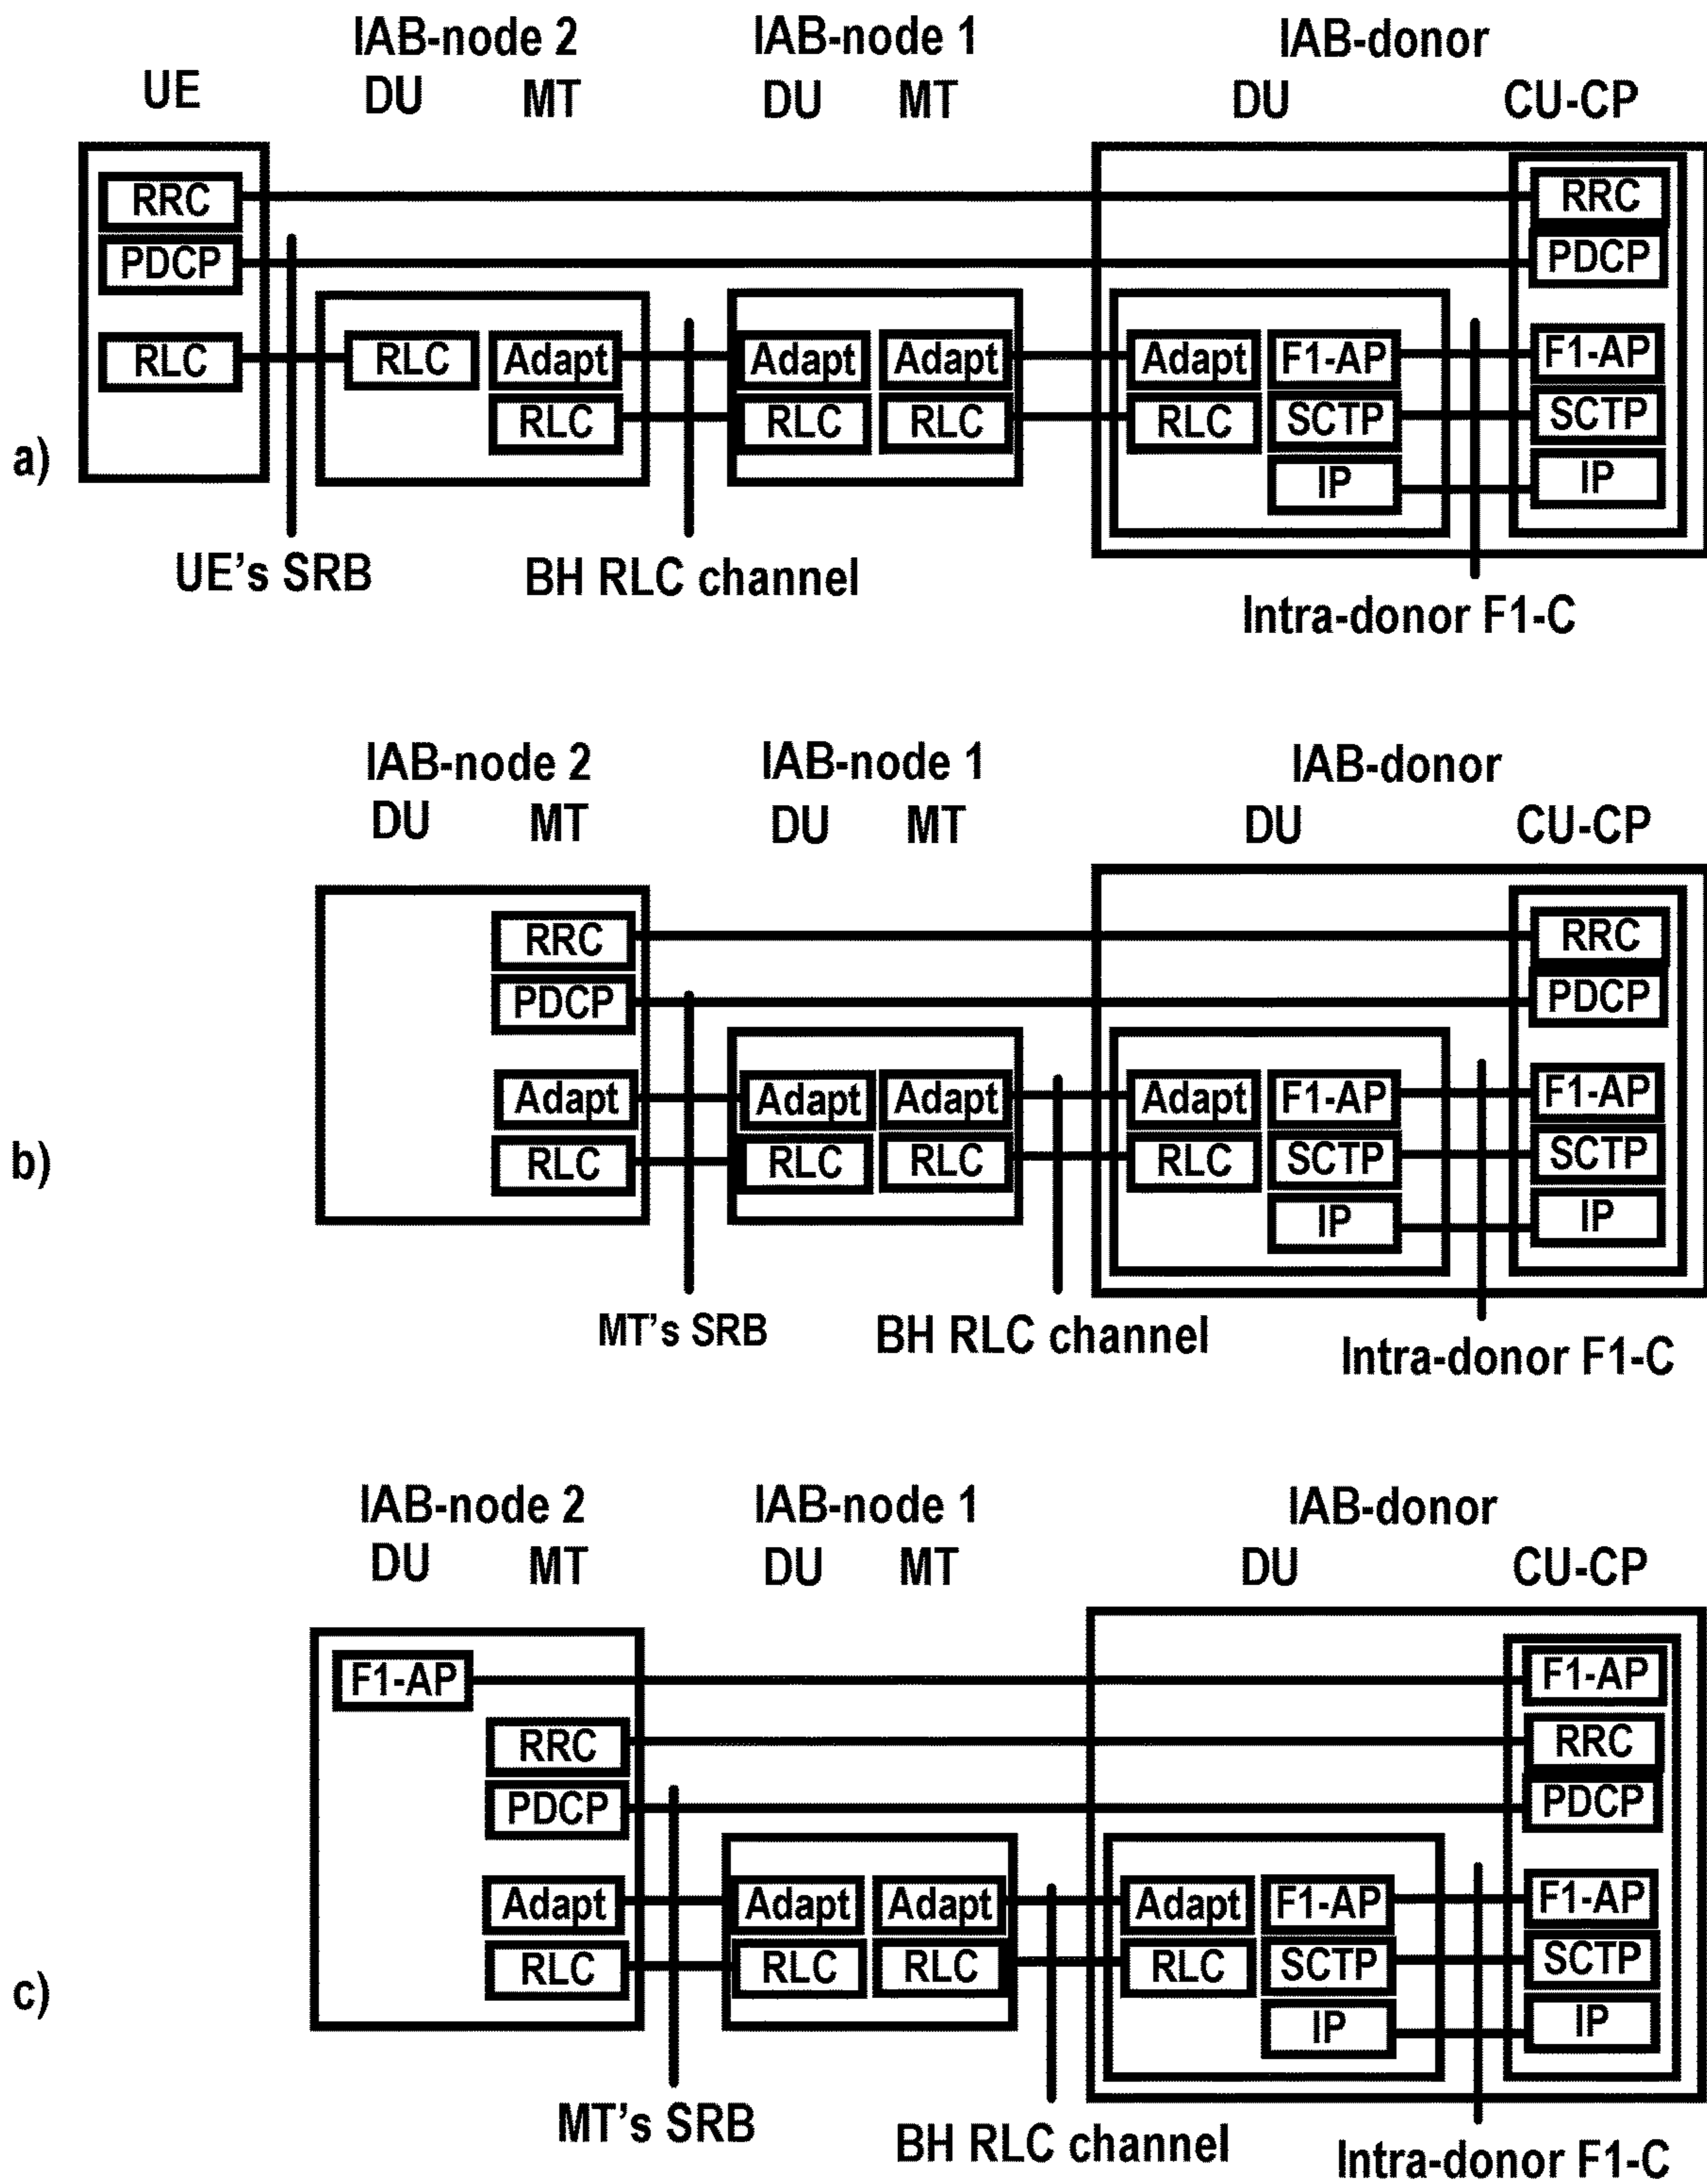 IAB-node 2 IAB-node 1 IAB-donor
UE DU MT DU MT DU CU-CP
RRC RRC
PDCP PDCP
RLC RLC Adapt Adapt Adapt Adapt F1-AP F1-AP
RLC RLC RLC RLC SCTP SCTP
a) IP IP
UE's SRB BH RLC channel
Intra-donor F1-C
IAB-node 2 IAB-node 1 IAB-donor
DU MT DU MT DU CU-CP
RRC RRC
PDCP PDCP
Adapt Adapt Adapt Adapt F1-AP F1-AP
b) RLC RLC RLC RLC SCTP SCTP
IP IP
MT's SRB BH RLC channel
Intra-donor F1-C
IAB-node 2 IAB-node 1 IAB-donor
DU MT DU MT DU CU-CP
F1-AP F1-AP
RRC RRC
PDCP PDCP
Adapt Adapt Adapt Adapt F1-AP F1-AP
c) RLC RLC RLC RLC SCTP SCTP
IP IP
MT's SRB BH RLC channel
Intra-donor F1-C